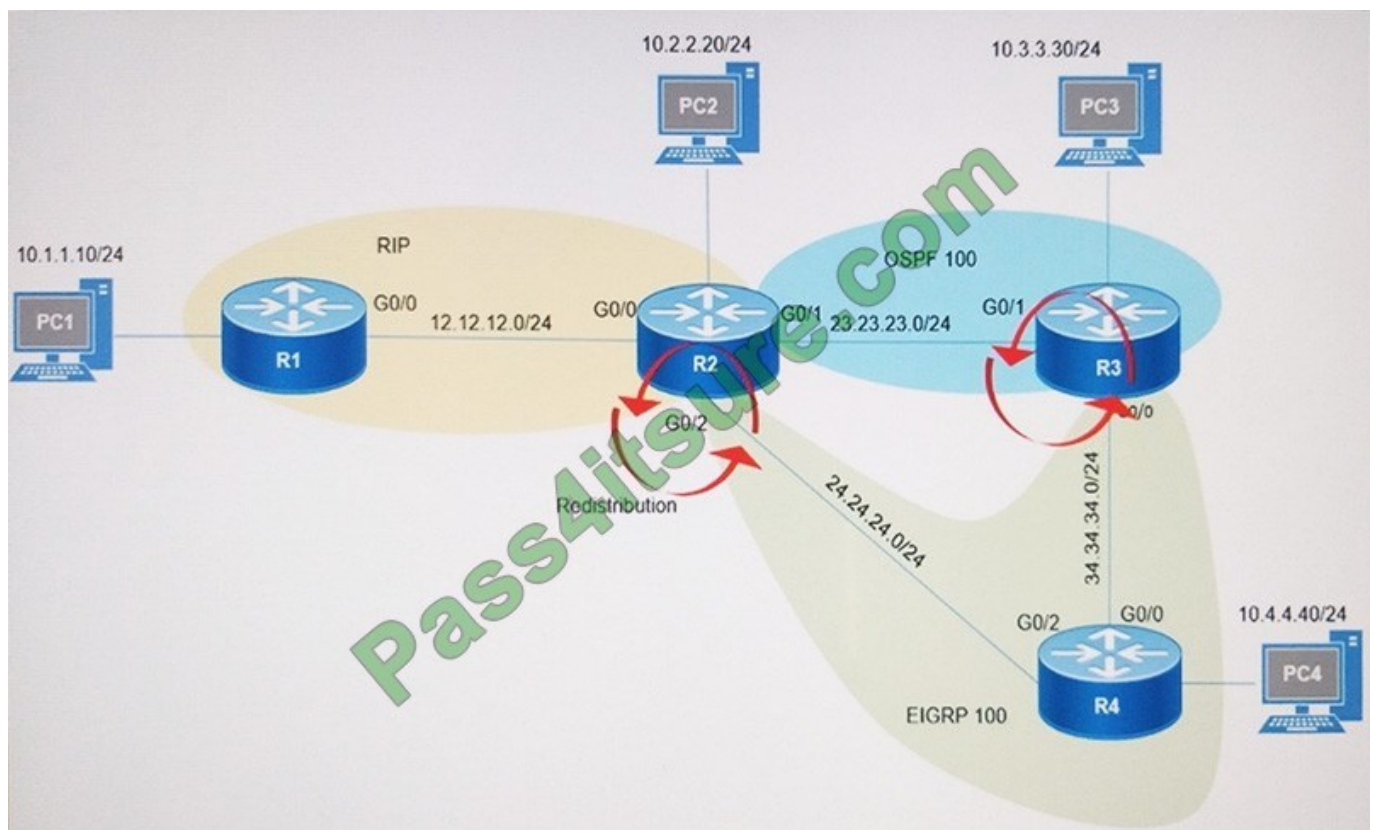 10.2.2.20/24
10.3.3.30/24
PC2
PC3
10.1.1.10/24
RIP
OSPF 100
PC1
G0/0
12.12.12.0/24
G0/0
G0/1
23.23.23.0/24
G0/1
R1
R2
R3
G0/2
G0/0
Redistribution
24.24.24.0/24
34.34.34.0/24
G0/2
G0/0
10.4.4.40/24
PC4
R4
EIGRP 100
Pass4itsure.com